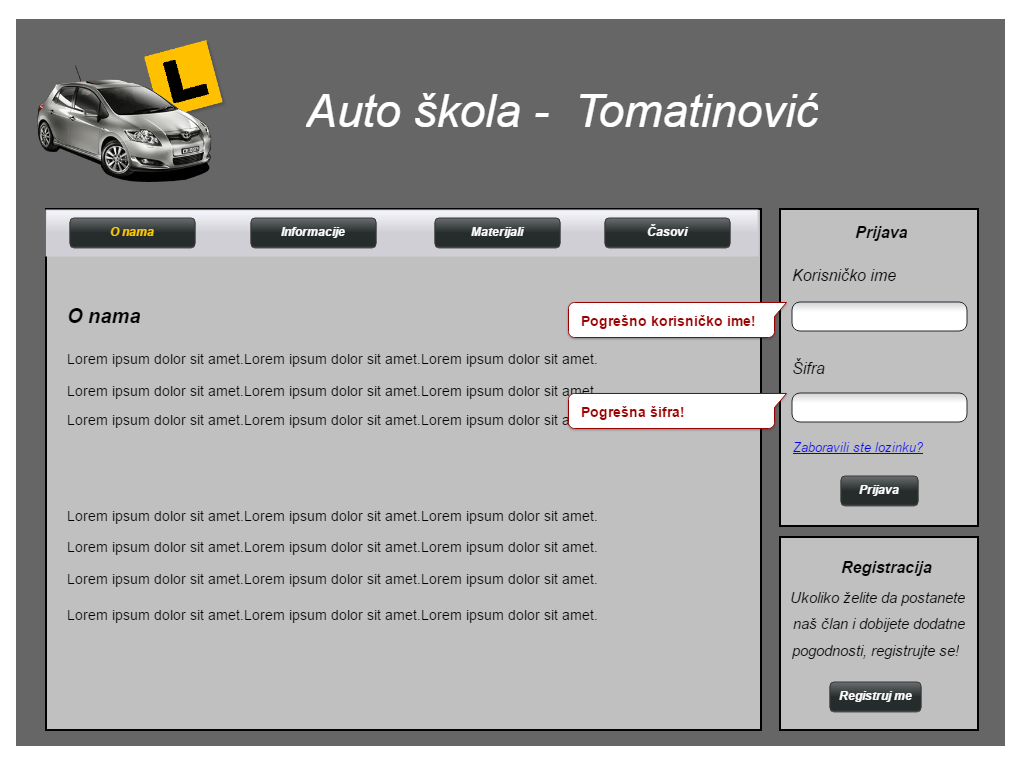 L
Auto škola - Tomatinović
O nama
Informacije
Materijali
Časovi
O nama
Lorem ipsum dolor sit amet.Lorem ipsum dolor sit amet.Lorem ipsum dolor sit amet.
Lorem ipsum dolor sit amet.Lorem ipsum dolor sit amet.Lorem ipsum dolor sit amet.
Lorem ipsum dolor sit amet.Lorem ipsum dolor sit amet.Lorem ipsum dolor sit
Lorem ipsum dolor sit amet.Lorem ipsum dolor sit amet.Lorem ipsum dolor sit amet.
Lorem ipsum dolor sit amet.Lorem ipsum dolor sit amet.Lorem ipsum dolor sit amet.
Lorem ipsum dolor sit amet.Lorem ipsum dolor sit amet.Lorem ipsum dolor sit amet.
Lorem ipsum dolor sit amet.Lorem ipsum dolor sit amet.Lorem ipsum dolor sit amet.
Prijava
Korisničko ime
Pogrešno korisničko ime!
Šifra
Pogrešna šifra!
Zaboravili ste lozinku?
Prijava
Registracija
Ukoliko želite da postanete
naš član i dobijete dodatne
pogodnosti, registrujte se!
Registruj me